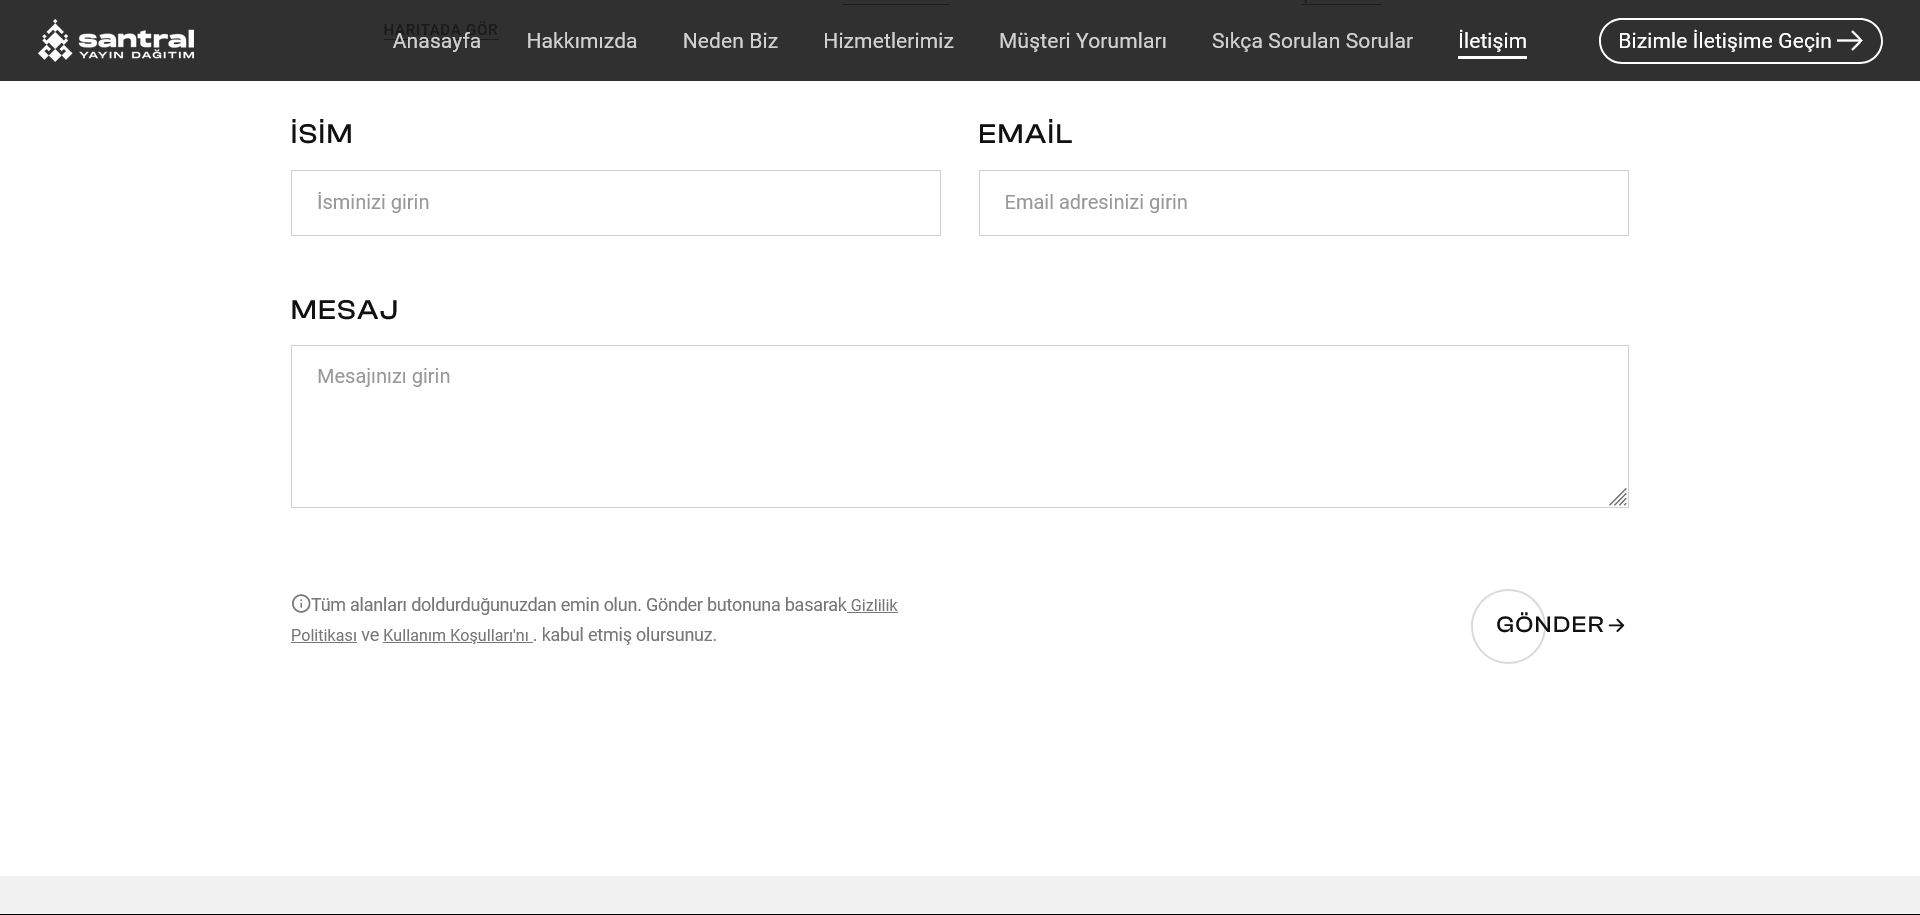 HARİTADA GÖR
santral
YAYIN DAĞITIM
Anasayfa Hakkımızda Neden Biz Hizmetlerimiz Müşteri Yorumları Sıkça Sorulan Sorular İletişim Bizimle İletişime Geçin
İSİM EMAİL
İsminizi girin Email adresinizi girin
MESAJ
Mesajınızı girin
Tüm alanları doldurduğunuzdan emin olun. Gönder butonuna basarak Gizlilik
Politikası ve Kullanım Koşulları'nı . kabul etmiş olursunuz.
GÖNDER